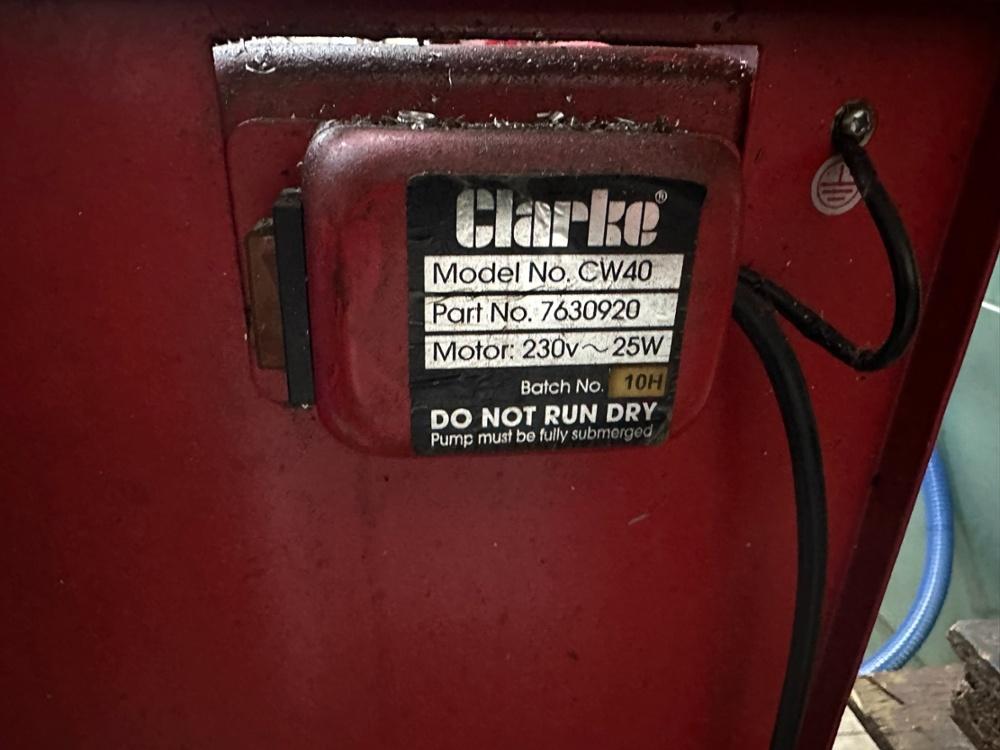 Clarke®
Model No. CW40
Part No. 7630920
Motor: 230v～25W
Batch No. 10H
DO NOT RUN DRY
Pump must be fully submerged